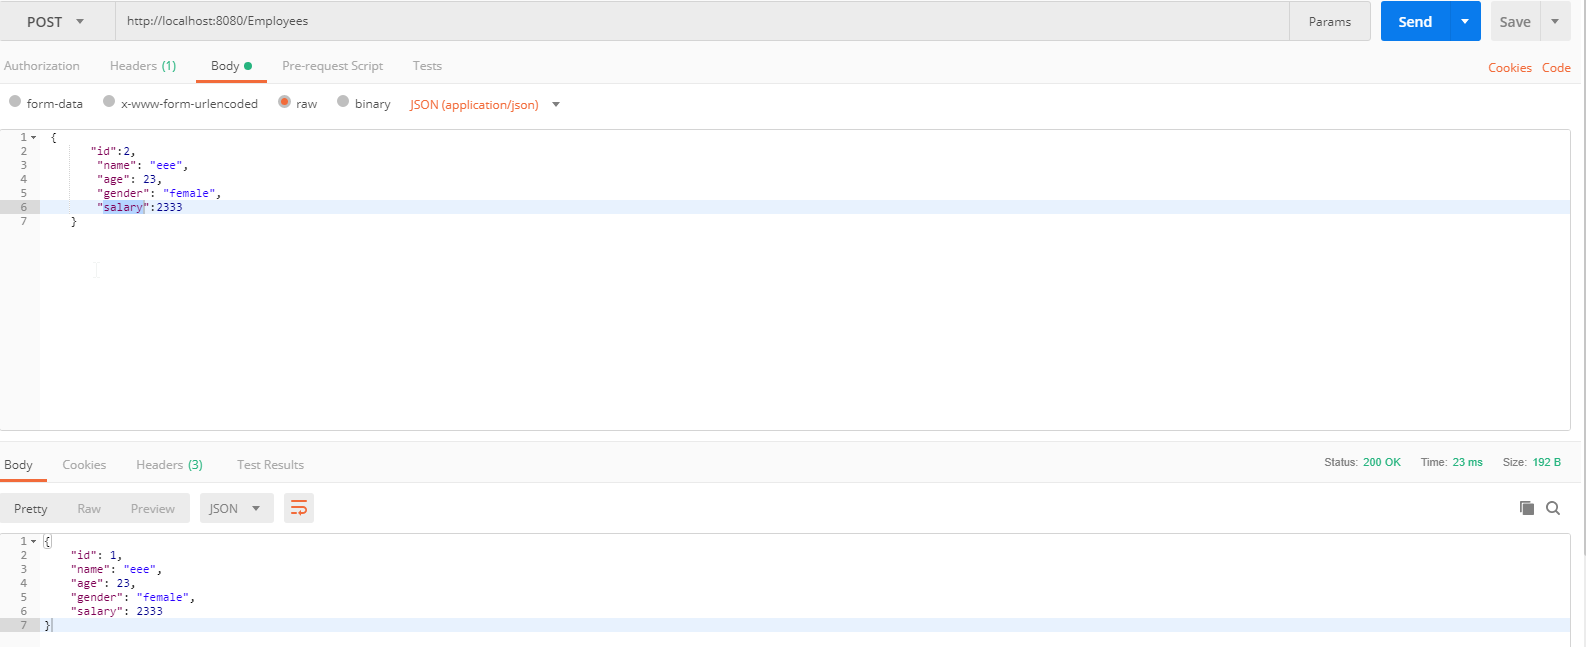 POST http://localhost:8080/Employees Params Send Save
Authorization Headers (1) Body Pre-request Script Tests Cookies Code
form-data x-www-form-urlencoded raw binary JSON (application/json)
1 {
2 "id":2,
3 "name": "eee",
4 "age": 23,
5 "gender": "female",
6 "salary":2333
7 }
Body Cookies Headers (3) Test Results Status: 200 OK Time: 23 ms Size: 192 B
Pretty Raw Preview JSON
1 {
2 "id": 1,
3 "name": "eee",
4 "age": 23,
5 "gender": "female",
6 "salary": 2333
7 }